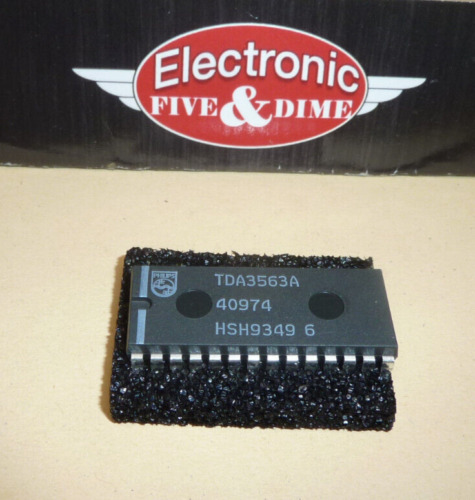 Electronic
FIVE & DIME
PHILIPS
TDA3563A
40974
HSH9349 6